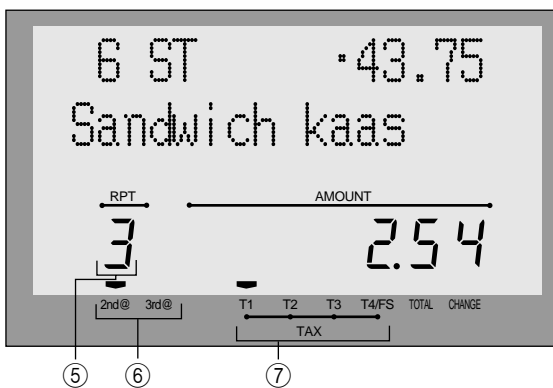 6 ST ·43.75
Sandwich kaas
RPT AMOUNT
3 2.54
2nd@ 3rd@ T1 T2 T3 T4/FS TOTAL CHANGE
TAX
⑤ ⑥ ⑦